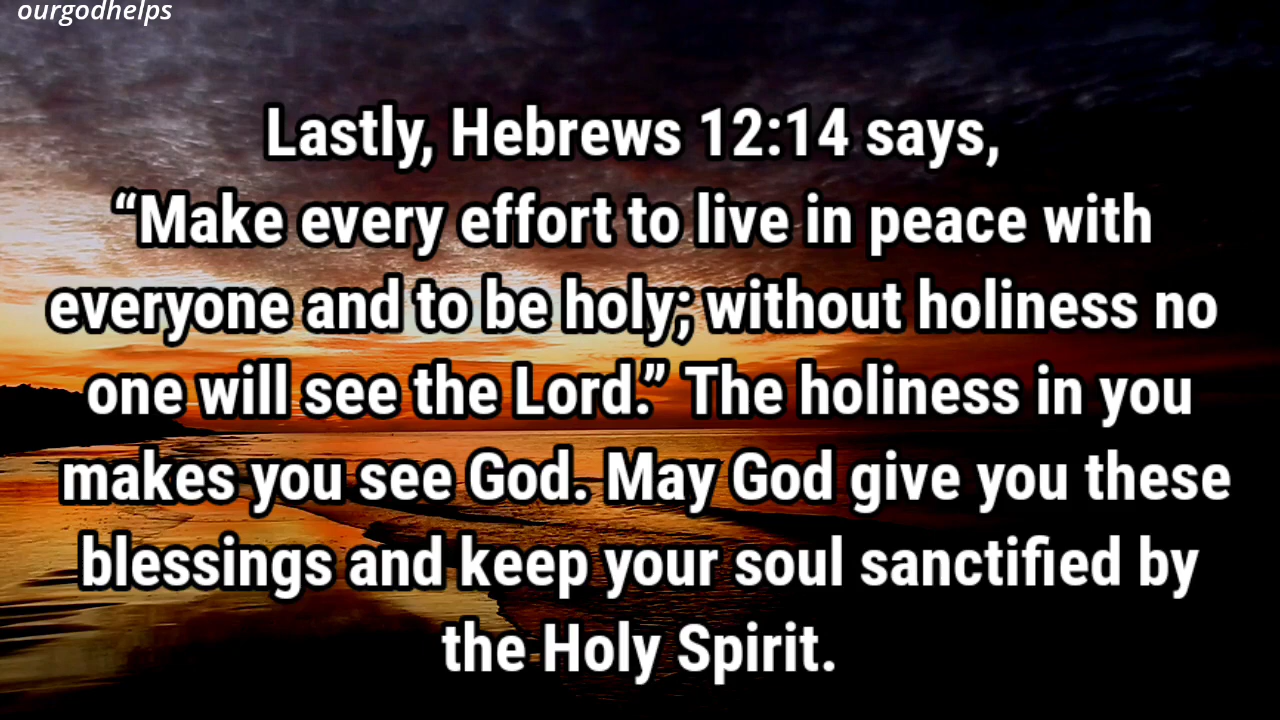 ourgodhelps
Lastly, Hebrews 12:14 says,
“Make every effort to live in peace with
everyone and to be holy; without holiness no
one will see the Lord.” The holiness in you
makes you see God. May God give you these
blessings and keep your soul sanctified by
the Holy Spirit.